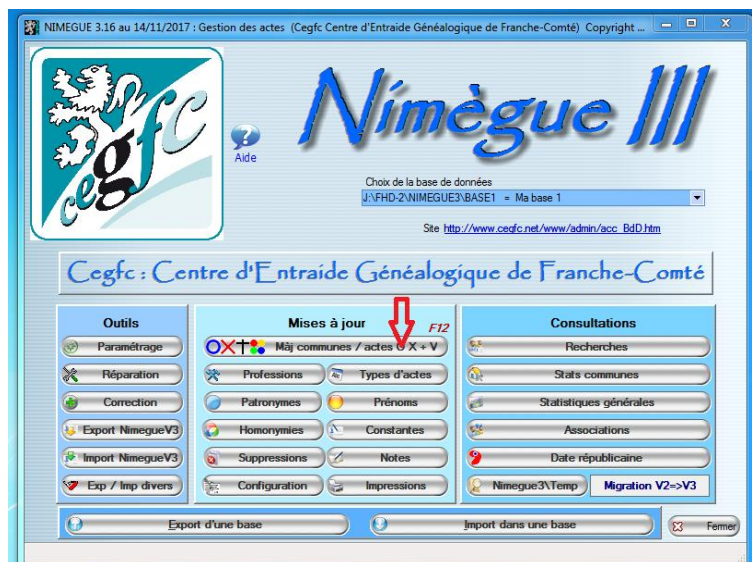 NIMEGUE 3.16 au 14/11/2017 : Gestion des actes (Cegfc Centre d'Entraide Généalogique de Franche-Comté) Copyright ...
cegfc
Aide
Nimègue III
Choix de la base de données
J:\FHD-2\NIMEGUE3\BASE1 = Ma base 1
Site http://www.cegfc.net/www/admin/acc_BdD.htm
Cegfc : Centre d'Entraide Généalogique de Franche-Comté
Outils
Paramétrage
Réparation
Correction
Export NimegueV3
Import NimegueV3
Exp / Imp divers
Mises à jour
F12
Màj communes / actes O X + V
Professions
Types d'actes
Patronymes
Prénoms
Homonymies
Constantes
Suppressions
Notes
Configuration
Impressions
Consultations
Recherches
Stats communes
Statistiques générales
Associations
Date républicaine
Nimegue3\Temp
Migration V2=>V3
Export d'une base
Import dans une base
Fermer